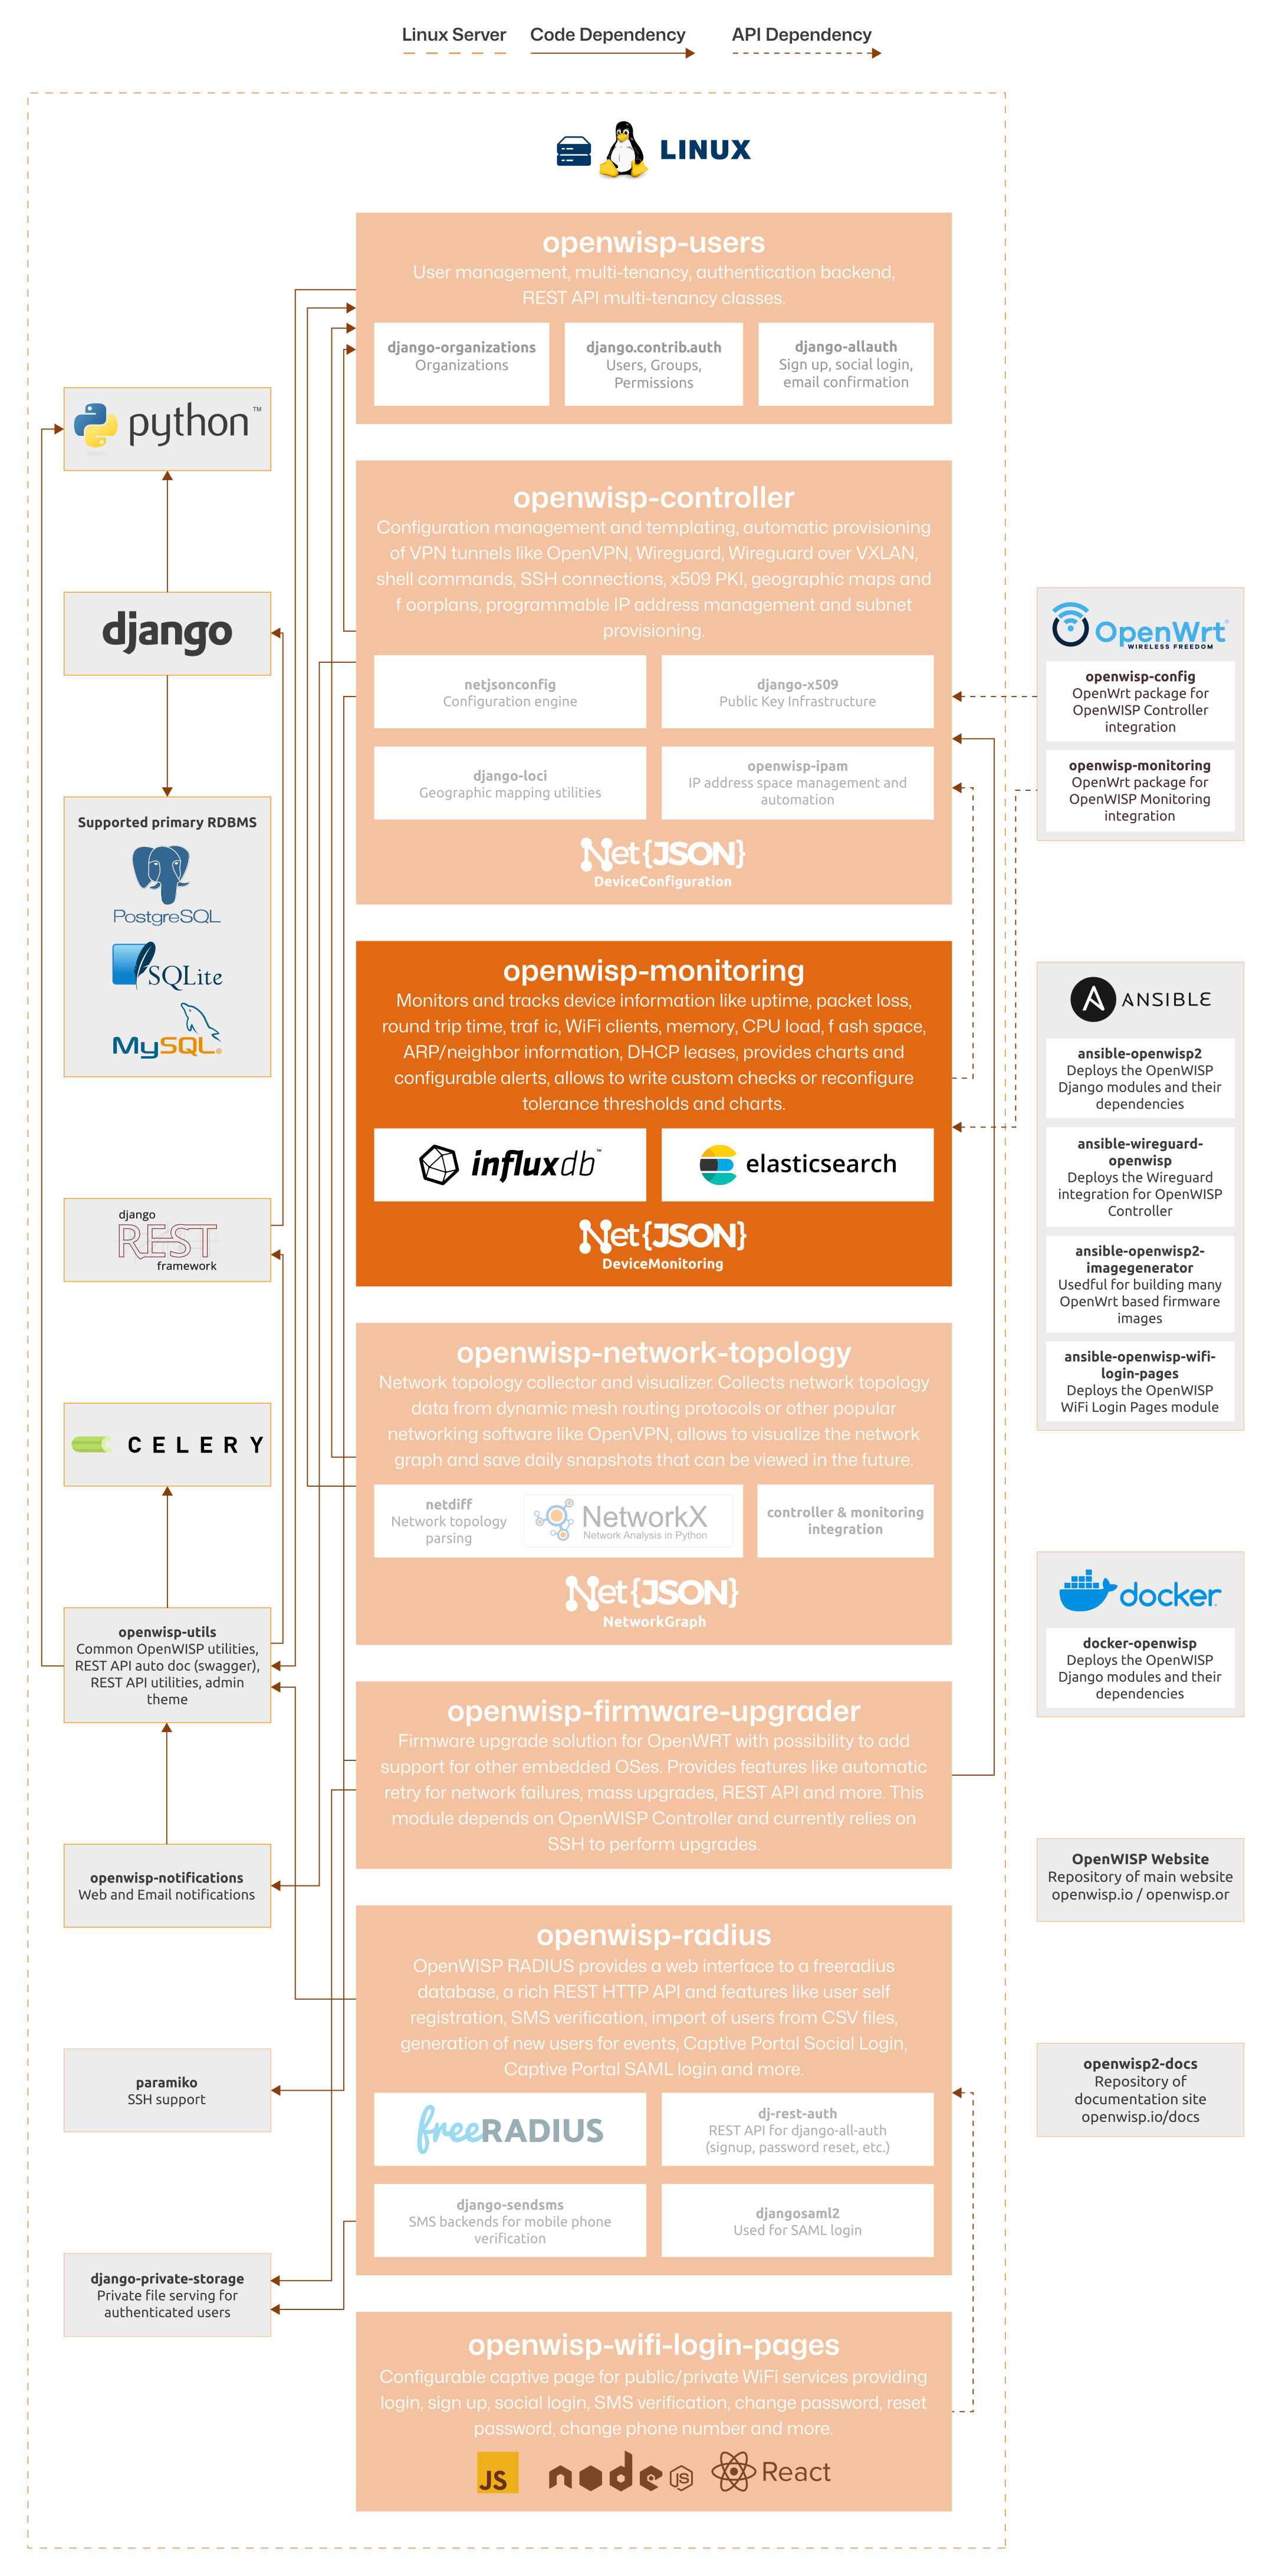 Linux Server
Code Dependency
API Dependency
LINUX
openwisp-users
User management, multi-tenancy, authentication backend,
REST API multi-tenancy classes.
django-organizations
Organizations
django.contrib.auth
Users, Groups,
Permissions
django-allauth
Sign up, social login,
email confirmation
python™
django
Supported primary RDBMS
PostgreSQL
SQLite
MySQL®
django
REST
framework
CELERY
openwisp-utils
Common OpenWISP utilities,
REST API auto doc (swagger),
REST API utilities, admin
theme
openwisp-notifications
Web and Email notifications
paramiko
SSH support
django-private-storage
Private file serving for
authenticated users
openwisp-controller
Configuration management and templating, automatic provisioning
of VPN tunnels like OpenVPN, Wireguard, Wireguard over VXLAN,
shell commands, SSH connections, x509 PKI, geographic maps and
f oorplans, programmable IP address management and subnet
provisioning.
netjsonconfig
Configuration engine
django-x509
Public Key Infrastructure
django-loci
Geographic mapping utilities
openwisp-ipam
IP address space management and
automation
Net{JSON}
DeviceConfiguration
openwisp-monitoring
Monitors and tracks device information like uptime, packet loss,
round trip time, traf ic, WiFi clients, memory, CPU load, f ash space,
ARP/neighbor information, DHCP leases, provides charts and
configurable alerts, allows to write custom checks or reconfigure
tolerance thresholds and charts.
influxdb™
elasticsearch
Net{JSON}
DeviceMonitoring
openwisp-network-topology
Network topology collector and visualizer. Collects network topology
data from dynamic mesh routing protocols or other popular
networking software like OpenVPN, allows to visualize the network
graph and save daily snapshots that can be viewed in the future.
netdiff
Network topology
parsing
NetworkX
Network Analysis in Python
controller & monitoring
integration
Net{JSON}
NetworkGraph
openwisp-firmware-upgrader
Firmware upgrade solution for OpenWRT with possibility to add
support for other embedded OSes. Provides features like automatic
retry for network failures, mass upgrades, REST API and more. This
module depends on OpenWISP Controller and currently relies on
SSH to perform upgrades.
openwisp-radius
OpenWISP RADIUS provides a web interface to a freeradius
database, a rich REST HTTP API and features like user self
registration, SMS verification, import of users from CSV files,
generation of new users for events, Captive Portal Social Login,
Captive Portal SAML login and more.
freeRADIUS
dj-rest-auth
REST API for django-all-auth
(signup, password reset, etc.)
django-sendsms
SMS backends for mobile phone
verification
djangosaml2
Used for SAML login
openwisp-wifi-login-pages
Configurable captive page for public/private WiFi services providing
login, sign up, social login, SMS verification, change password, reset
password, change phone number and more.
JS
node JS
React
OpenWrt®
WIRELESS FREEDOM
openwisp-config
OpenWrt package for
OpenWISP Controller
integration
openwisp-monitoring
OpenWrt package for
OpenWISP Monitoring
integration
ANSIBLE
ansible-openwisp2
Deploys the OpenWISP
Django modules and their
dependencies
ansible-wireguard-
openwisp
Deploys the Wireguard
integration for OpenWISP
Controller
ansible-openwisp2-
imagegenerator
Usedful for building many
OpenWrt based firmware
images
ansible-openwisp-wifi-
login-pages
Deploys the OpenWISP
WiFi Login Pages module
docker
docker-openwisp
Deploys the OpenWISP
Django modules and their
dependencies
OpenWISP Website
Repository of main website
openwisp.io / openwisp.or
openwisp2-docs
Repository of
documentation site
openwisp.io/docs